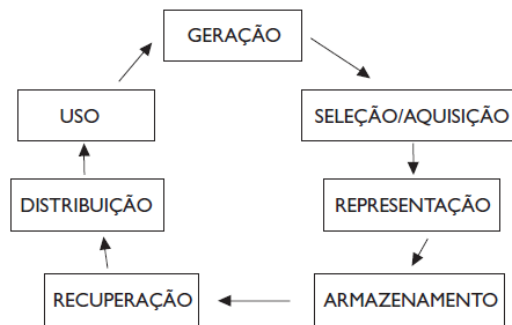 GERAÇÃO
SELEÇÃO/AQUISIÇÃO
REPRESENTAÇÃO
ARMAZENAMENTO
RECUPERAÇÃO
DISTRIBUIÇÃO
USO